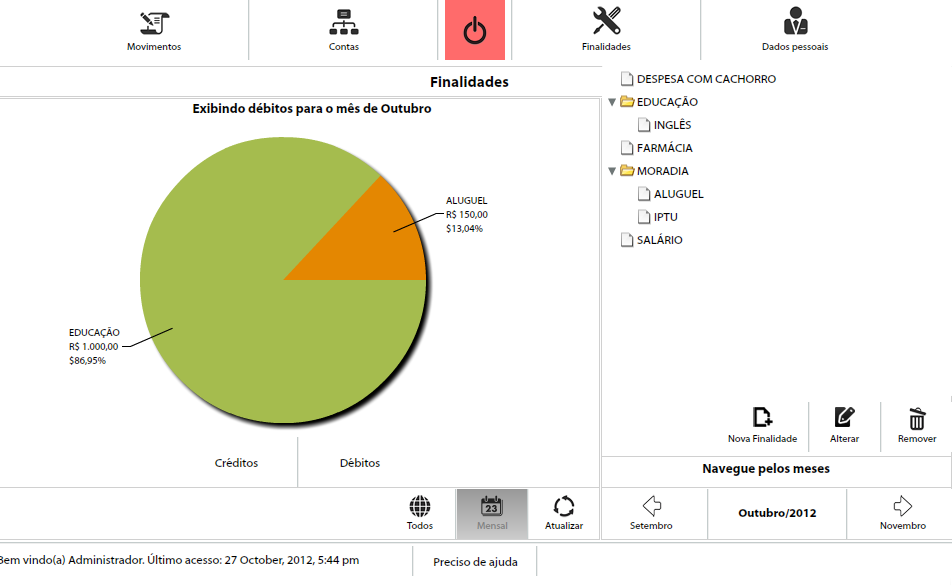 Movimentos
Contas
Finalidades
Dados pessoais
Finalidades
Exibindo débitos para o mês de Outubro
ALUGUEL
R$ 150,00
$13,04%
EDUCAÇÃO
R$ 1.000,00
$86,95%
Créditos
Débitos
Todos
23
Mensal
Atualizar
DESPESA COM CACHORRO
EDUCAÇÃO
INGLÊS
FARMÁCIA
MORADIA
ALUGUEL
IPTU
SALÁRIO
Nova Finalidade
Alterar
Remover
Navegue pelos meses
Setembro
Outubro/2012
Novembro
Bem vindo(a) Administrador. Último acesso: 27 October, 2012, 5:44 pm
Preciso de ajuda